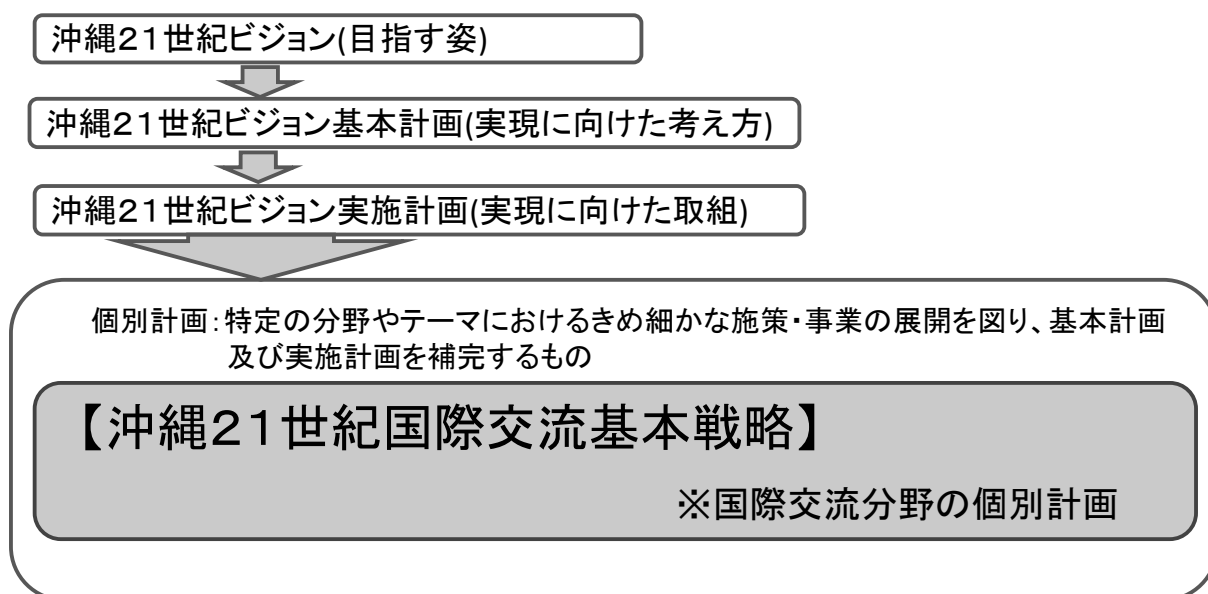 沖縄21世紀ビジョン(目指す姿)
沖縄21世紀ビジョン基本計画(実現に向けた考え方)
沖縄21世紀ビジョン実施計画(実現に向けた取組)
個別計画：特定の分野やテーマにおけるきめ細かな施策・事業の展開を図り、基本計画
及び実施計画を補完するもの
【沖縄21世紀国際交流基本戦略】
※国際交流分野の個別計画